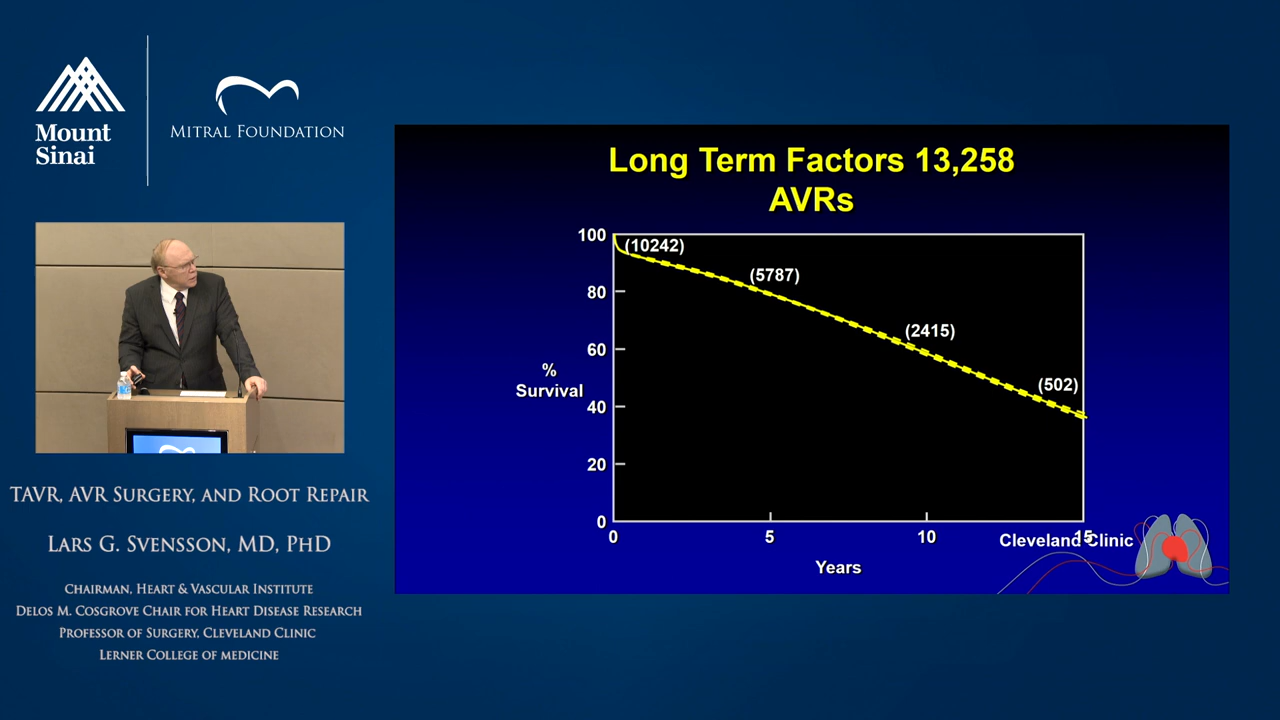 Mount
Sinai
MITRAL FOUNDATION
TAVR, AVR SURGERY, AND ROOT REPAIR
LARS G. SVENSSON, MD, PHD
CHAIRMAN, HEART & VASCULAR INSTITUTE
DELOS M. COSGROVE CHAIR FOR HEART DISEASE RESEARCH
PROFESSOR OF SURGERY, CLEVELAND CLINIC
LERNER COLLEGE OF MEDICINE
Long Term Factors 13,258
AVRs
100
80
60
40
20
0
%
Survival
(10242)
(5787)
(2415)
(502)
0 5 10 15
Years
Cleveland Clinic